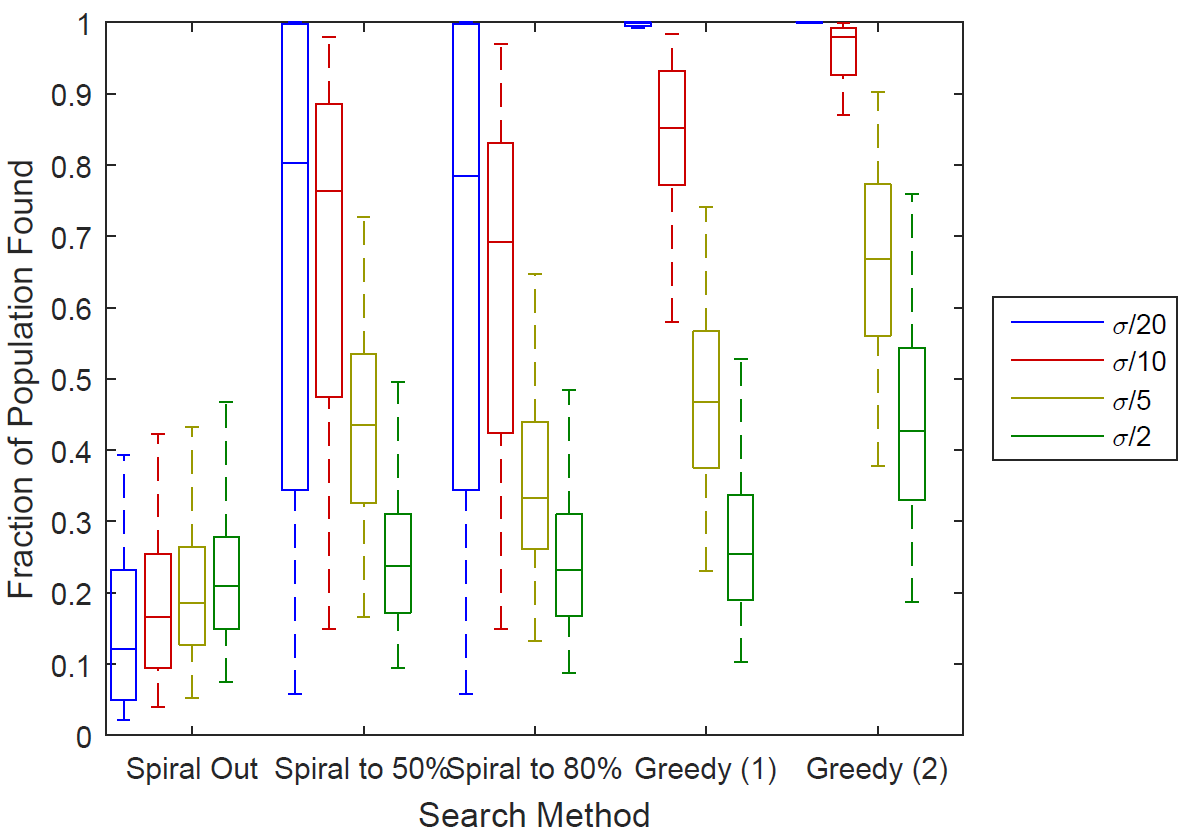 Fraction of Population Found
1
0.9
0.8
0.7
0.6
0.5
0.4
0.3
0.2
0.1
0
Spiral Out
Spiral to 50%
Spiral to 80%
Greedy (1)
Greedy (2)
Search Method
σ/20
σ/10
σ/5
σ/2